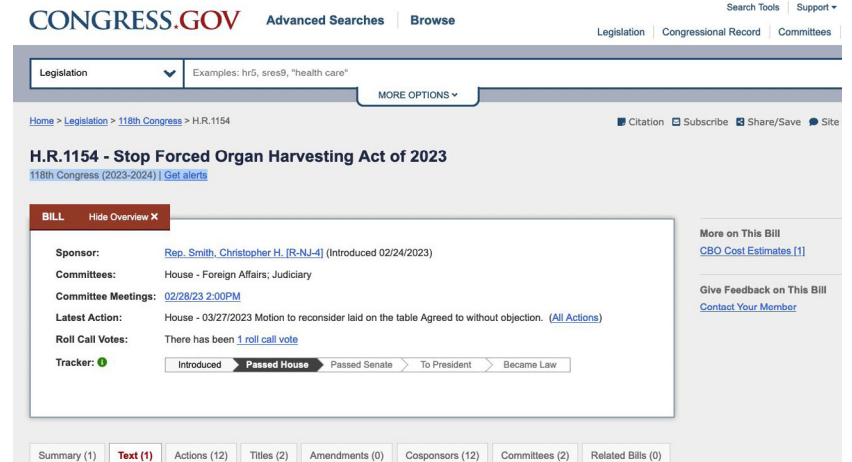 Search Tools Support
CONGRESS.GOV Advanced Searches Browse
Legislation Congressional Record Committees
Legislation Examples: hr5, sres9, "health care"
MORE OPTIONS
Home > Legislation > 118th Congress > H.R.1154 Citation Subscribe Share/Save Site
H.R.1154 - Stop Forced Organ Harvesting Act of 2023
118th Congress (2023-2024) | Get alerts
BILL Hide Overview ×
More on This Bill
Sponsor: Rep. Smith, Christopher H. [R-NJ-4] (Introduced 02/24/2023)
CBO Cost Estimates [1]
Committees: House - Foreign Affairs; Judiciary
Committee Meetings: 02/28/23 2:00PM
Give Feedback on This Bill
Contact Your Member
Latest Action: House - 03/27/2023 Motion to reconsider laid on the table Agreed to without objection. (All Actions)
Roll Call Votes: There has been 1 roll call vote
Tracker: Introduced Passed House Passed Senate To President Became Law
Summary (1) Text (1) Actions (12) Titles (2) Amendments (0) Cosponsors (12) Committees (2) Related Bills (0)